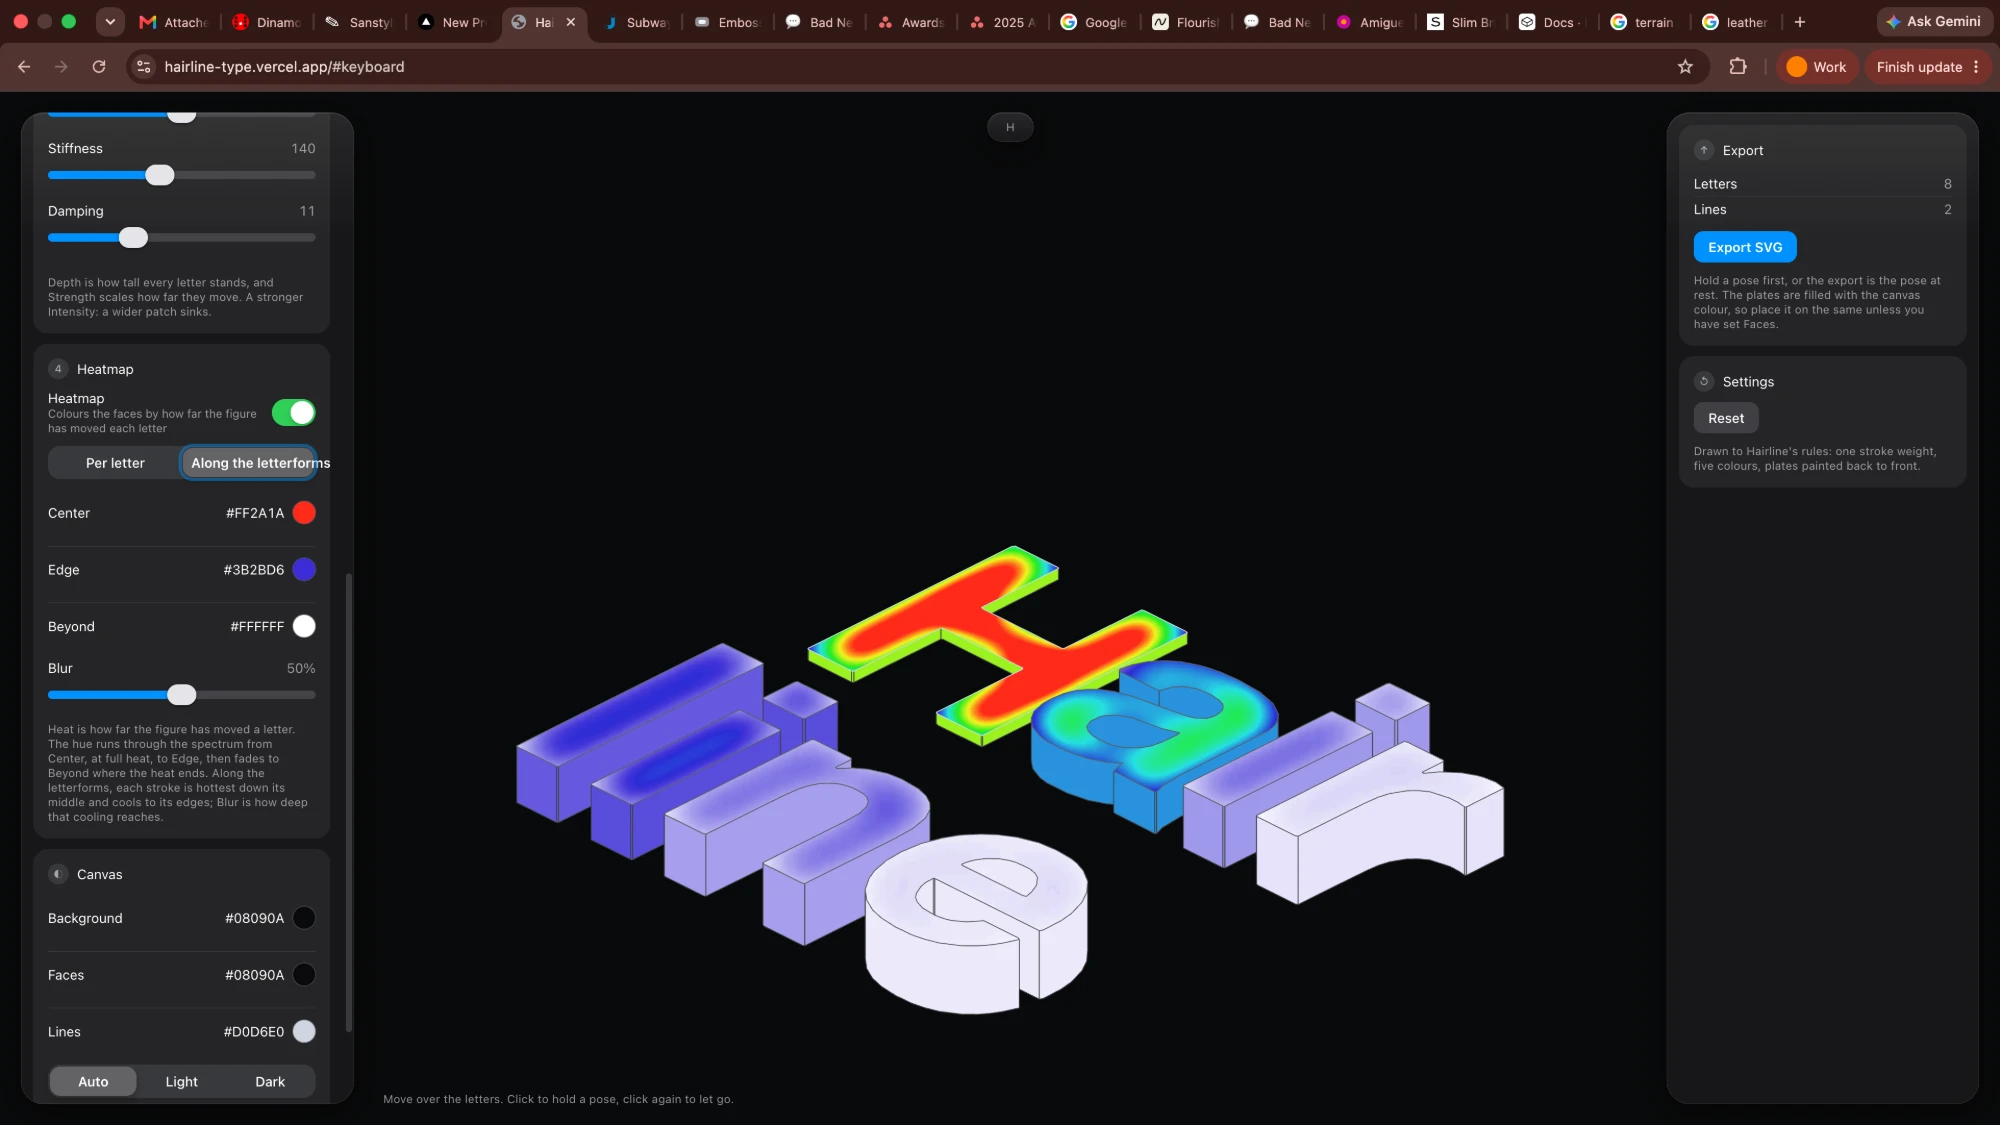 Attache
Dinamo
Sansty
New Pr
Hai
Subwa
Embos
Bad Ne
Awards
2025 A
Google
Flouris
Bad Ne
Amigue
Slim Br
Docs ·
terrain
leather
Ask Gemini
hairline-type.vercel.app/#keyboard
Work
Finish update
H
Stiffness 140
Damping 11
Depth is how tall every letter stands, and
Strength scales how far they move. A stronger
Intensity: a wider patch sinks.
4 Heatmap
Heatmap
Colours the faces by how far the figure
has moved each letter
Per letter Along the letterforms
Center #FF2A1A
Edge #3B2BD6
Beyond #FFFFFF
Blur 50%
Heat is how far the figure has moved a letter.
The hue runs through the spectrum from
Center, at full heat, to Edge, then fades to
Beyond where the heat ends. Along the
letterforms, each stroke is hottest down its
middle and cools to its edges; Blur is how deep
that cooling reaches.
Canvas
Background #08090A
Faces #08090A
Lines #D0D6E0
Auto Light Dark
Hair
line
Move over the letters. Click to hold a pose, click again to let go.
Export
Letters 8
Lines 2
Export SVG
Hold a pose first, or the export is the pose at
rest. The plates are filled with the canvas
colour, so place it on the same unless you
have set Faces.
Settings
Reset
Drawn to Hairline's rules: one stroke weight,
five colours, plates painted back to front.